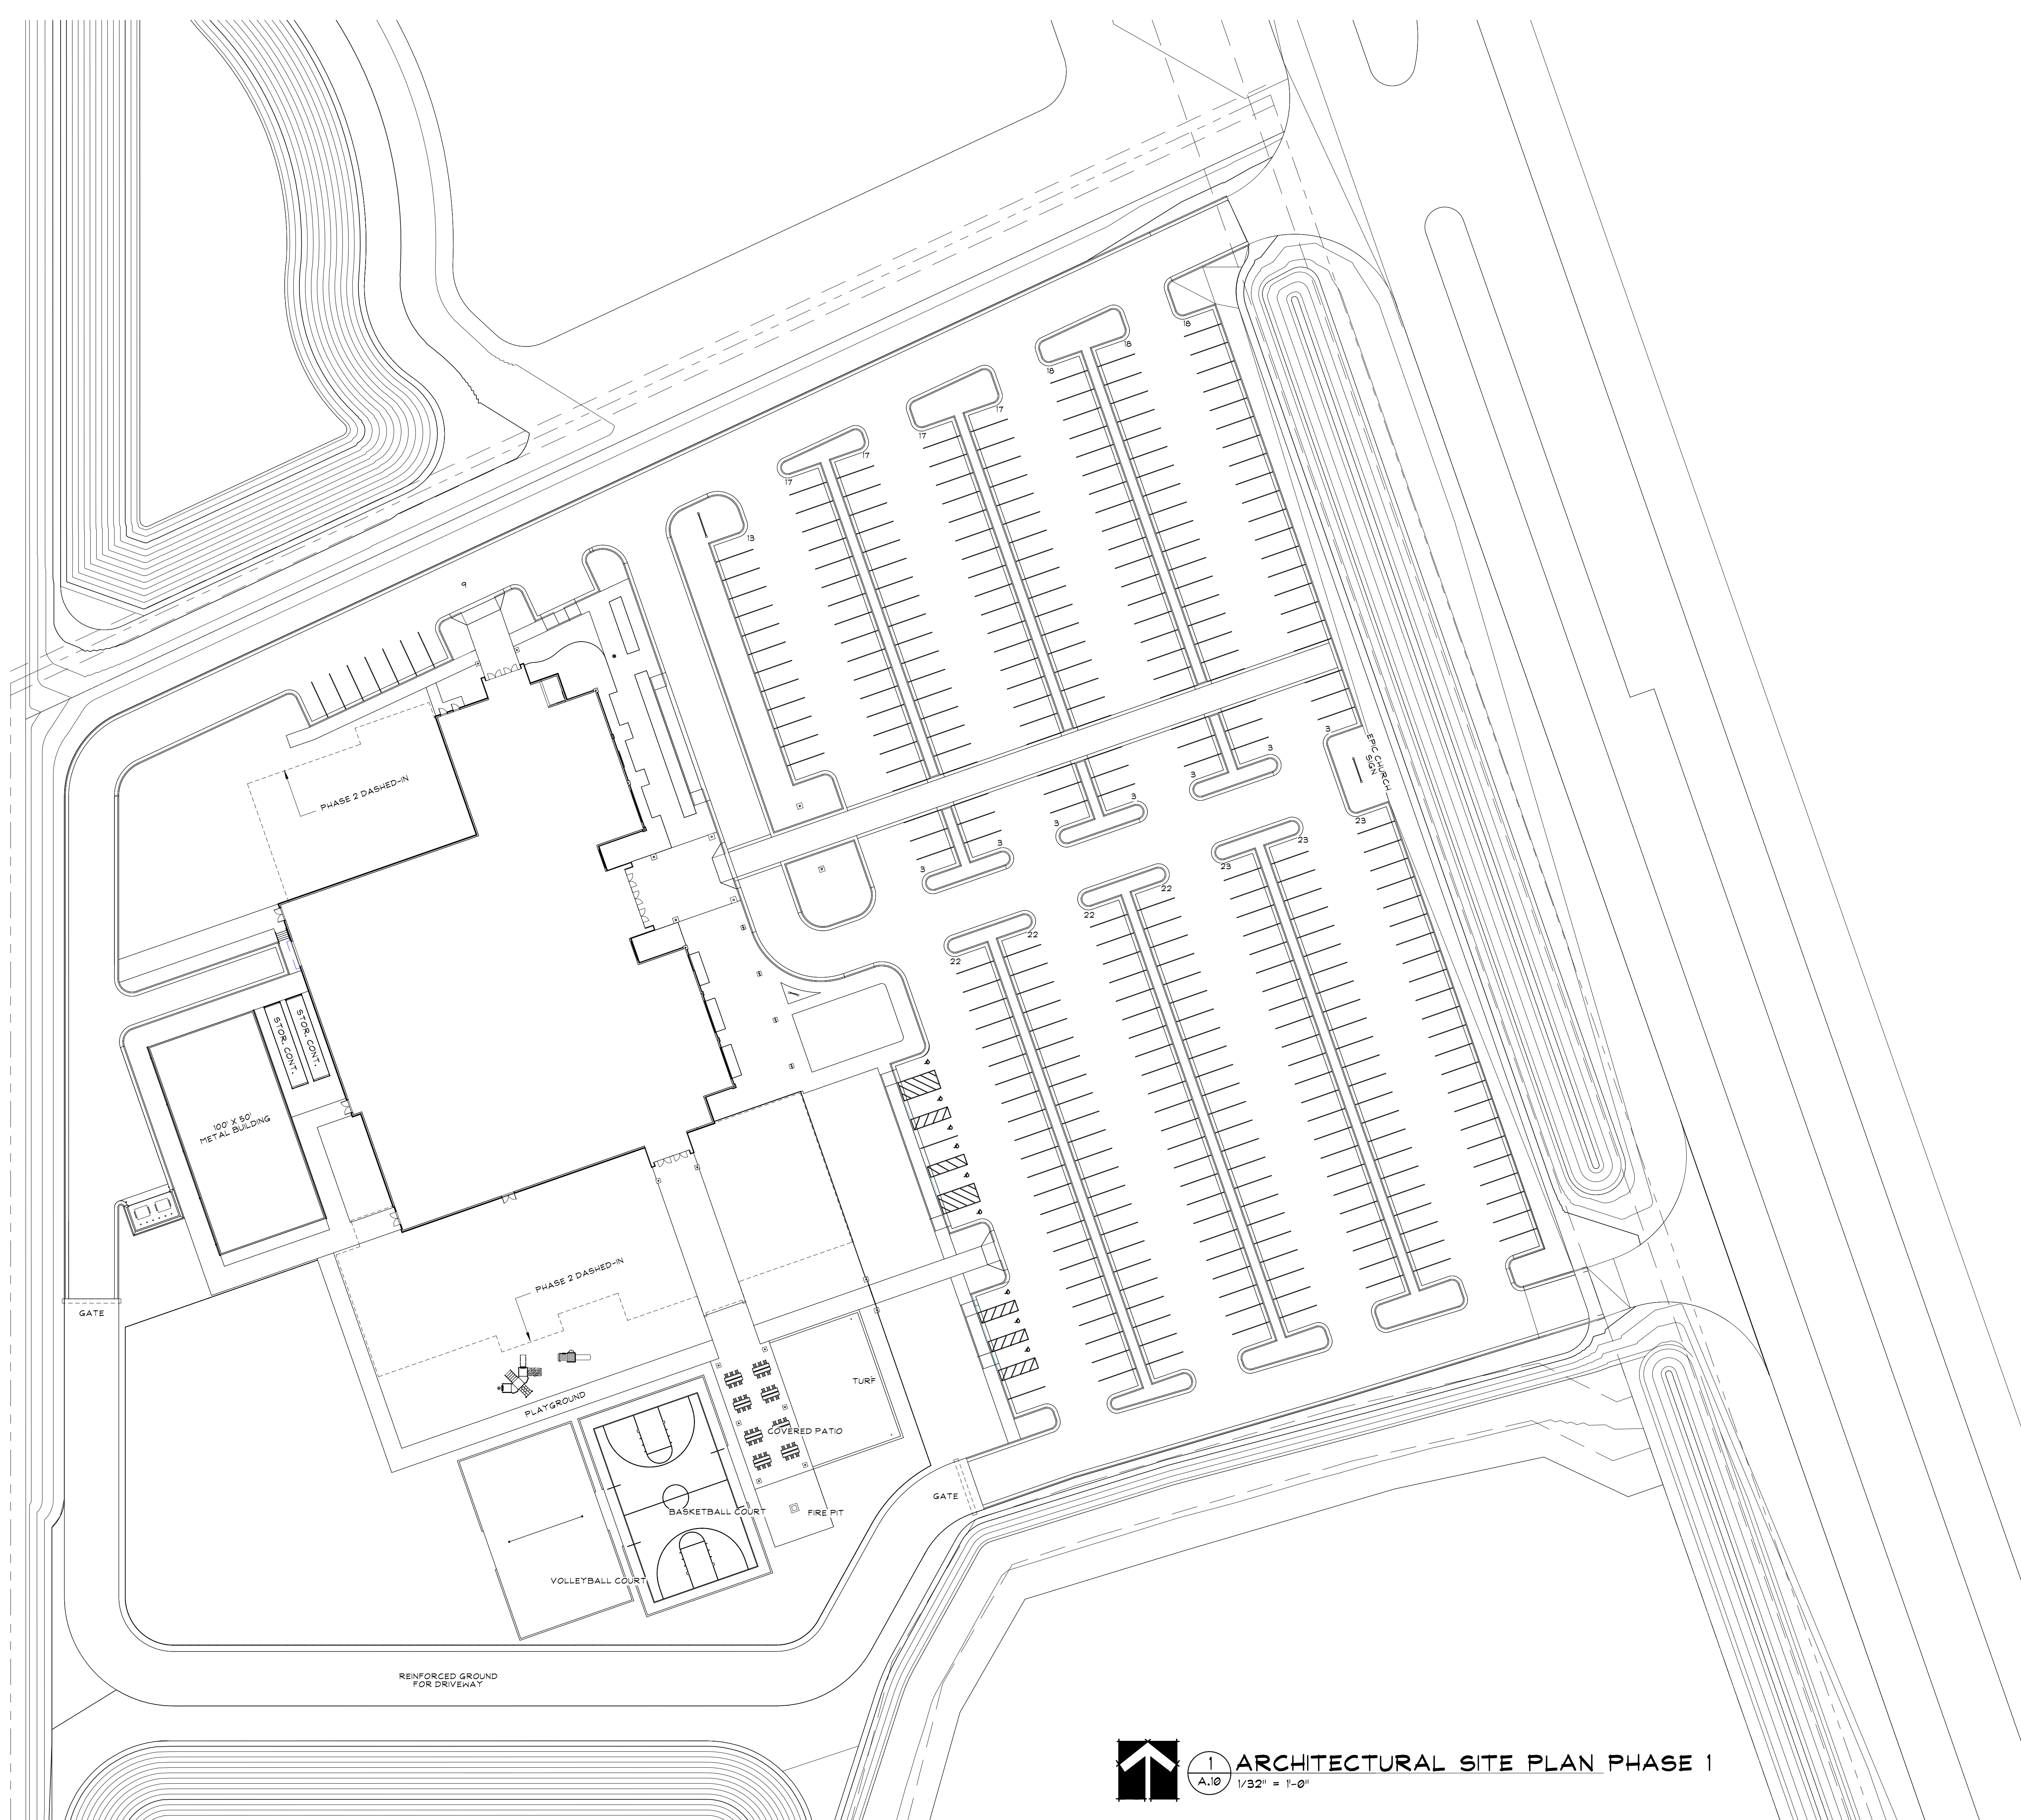 18
18
18
17
17
17
17
13
9
EPIC CHURCH
SIGN
PHASE 2 DASHED-IN
3
3
3
3
3
3
3
23
23
23
22
22
22
22
STOR. CONT.
STOR. CONT.
100' X 50'
METAL BUILDING
PHASE 2 DASHED-IN
GATE
PLAYGROUND
TURF
COVERED PATIO
BASKETBALL COURT
FIRE PIT
GATE
VOLLEYBALL COURT
REINFORCED GROUND
FOR DRIVEWAY
1
A.10
ARCHITECTURAL SITE PLAN PHASE 1
1/32" = 1'-0"